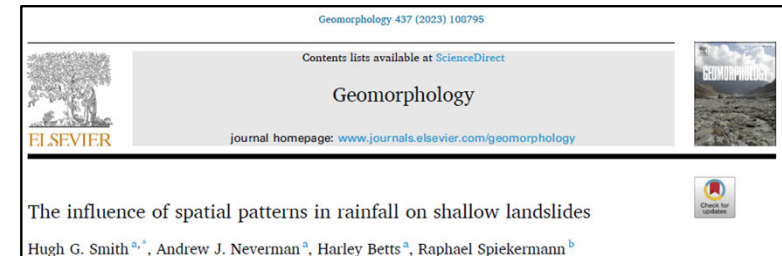 Geomorphology 437 (2023) 108795
Contents lists available at ScienceDirect
Geomorphology
journal homepage: www.journals.elsevier.com/geomorphology
ELSEVIER
GEOMORPHOLOGY
Check for
updates
The influence of spatial patterns in rainfall on shallow landslides
Hugh G. Smith a,*, Andrew J. Neverman a, Harley Betts a, Raphael Spiekermann b